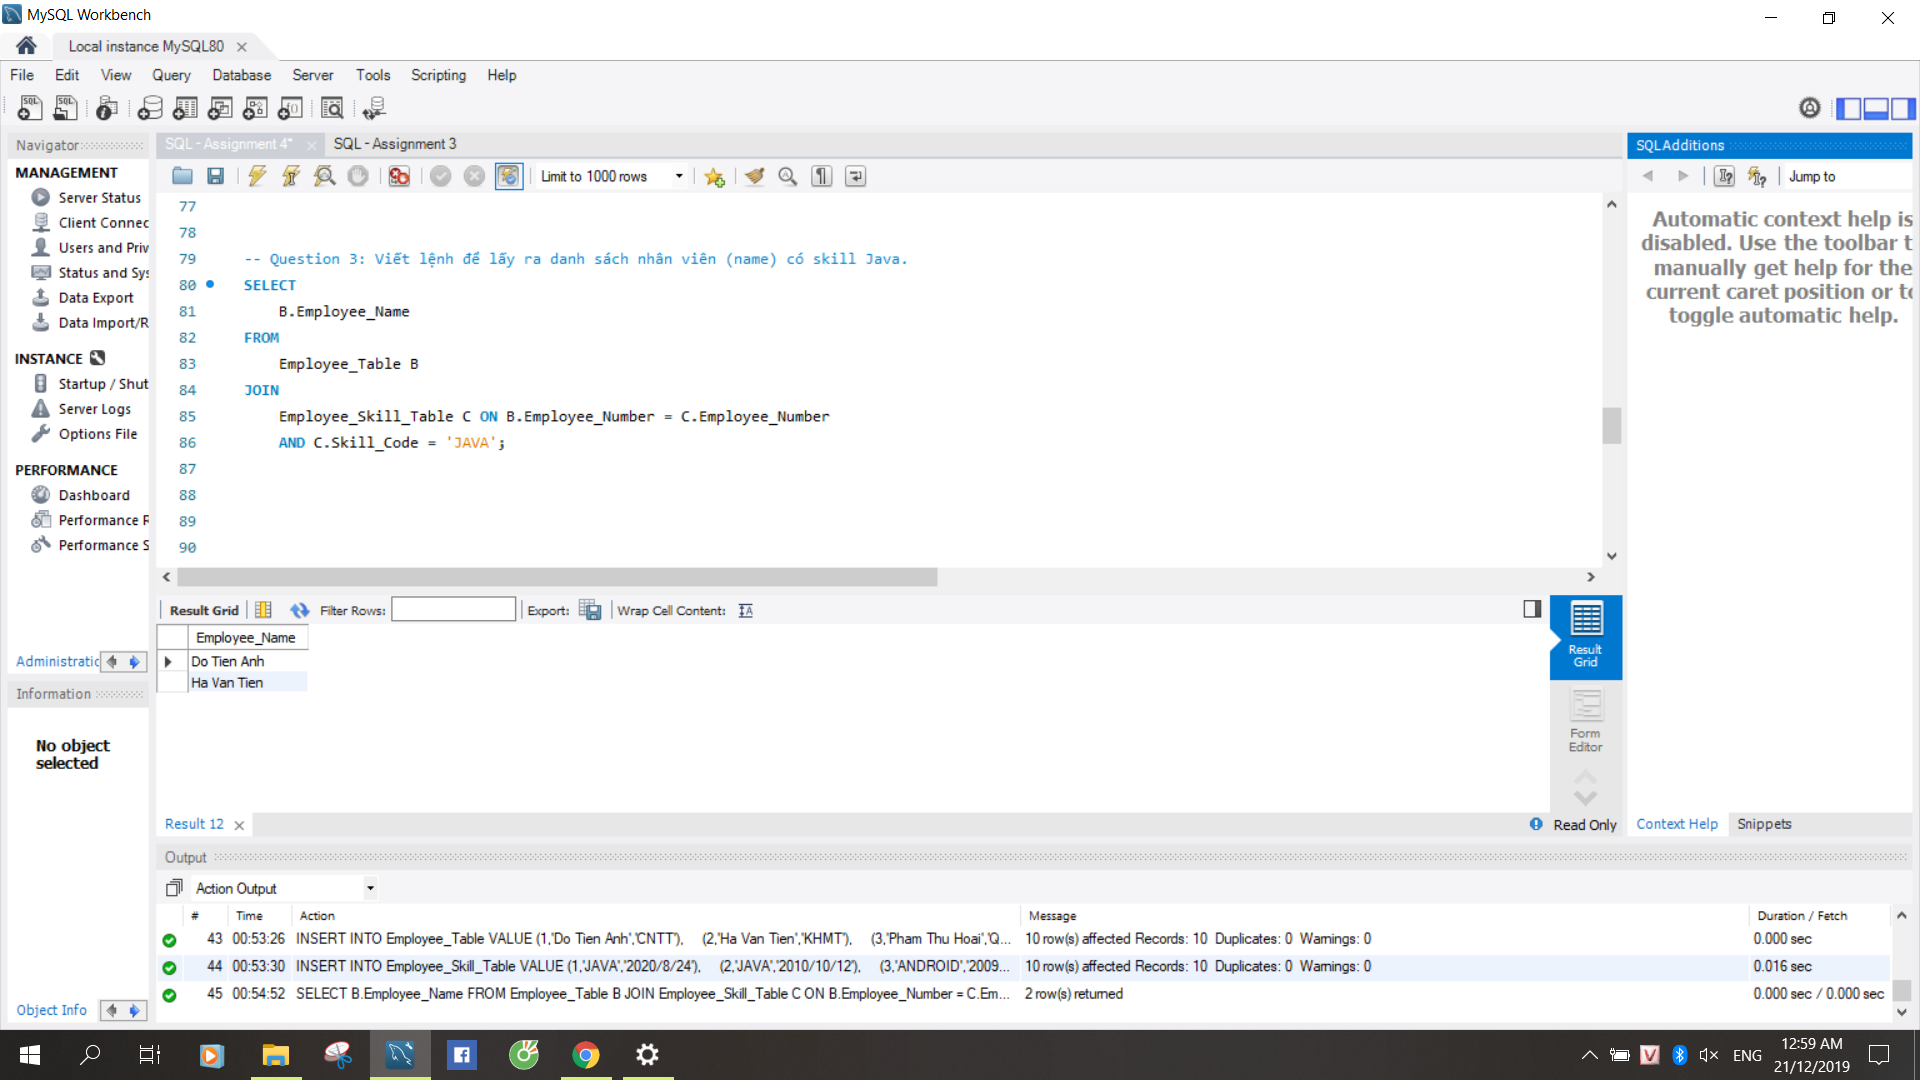 MySQL Workbench
Local instance MySQL80
File Edit View Query Database Server Tools Scripting Help
Navigator
SQL - Assignment 4*
SQL - Assignment 3
SQLAdditions
MANAGEMENT
Server Status
Client Connec
Users and Priv
Status and Sys
Data Export
Data Import/R
INSTANCE
Startup / Shut
Server Logs
Options File
PERFORMANCE
Dashboard
Performance R
Performance S
Administratic
Information
No object
selected
Object Info
Limit to 1000 rows
77
78
79 -- Question 3: Viết lệnh để lấy ra danh sách nhân viên (name) có skill Java.
80 SELECT
81 B.Employee_Name
82 FROM
83 Employee_Table B
84 JOIN
85 Employee_Skill_Table C ON B.Employee_Number = C.Employee_Number
86 AND C.Skill_Code = 'JAVA';
87
88
89
90
Result Grid Filter Rows: Export: Wrap Cell Content:
Employee_Name
Do Tien Anh
Ha Van Tien
Result
Grid
Form
Editor
Result 12
Read Only
Jump to
Automatic context help is
disabled. Use the toolbar t
manually get help for the
current caret position or to
toggle automatic help.
Context Help Snippets
Output
Action Output
# Time Action Message Duration / Fetch
43 00:53:26 INSERT INTO Employee_Table VALUE (1,'Do Tien Anh','CNTT'), (2,'Ha Van Tien','KHMT'), (3,'Pham Thu Hoai','Q... 10 row(s) affected Records: 10 Duplicates: 0 Warnings: 0 0.000 sec
44 00:53:30 INSERT INTO Employee_Skill_Table VALUE (1,'JAVA','2020/8/24'), (2,'JAVA','2010/10/12'), (3,'ANDROID','2009... 10 row(s) affected Records: 10 Duplicates: 0 Warnings: 0 0.016 sec
45 00:54:52 SELECT B.Employee_Name FROM Employee_Table B JOIN Employee_Skill_Table C ON B.Employee_Number = C.Em... 2 row(s) returned 0.000 sec / 0.000 sec
ENG
12:59 AM
21/12/2019